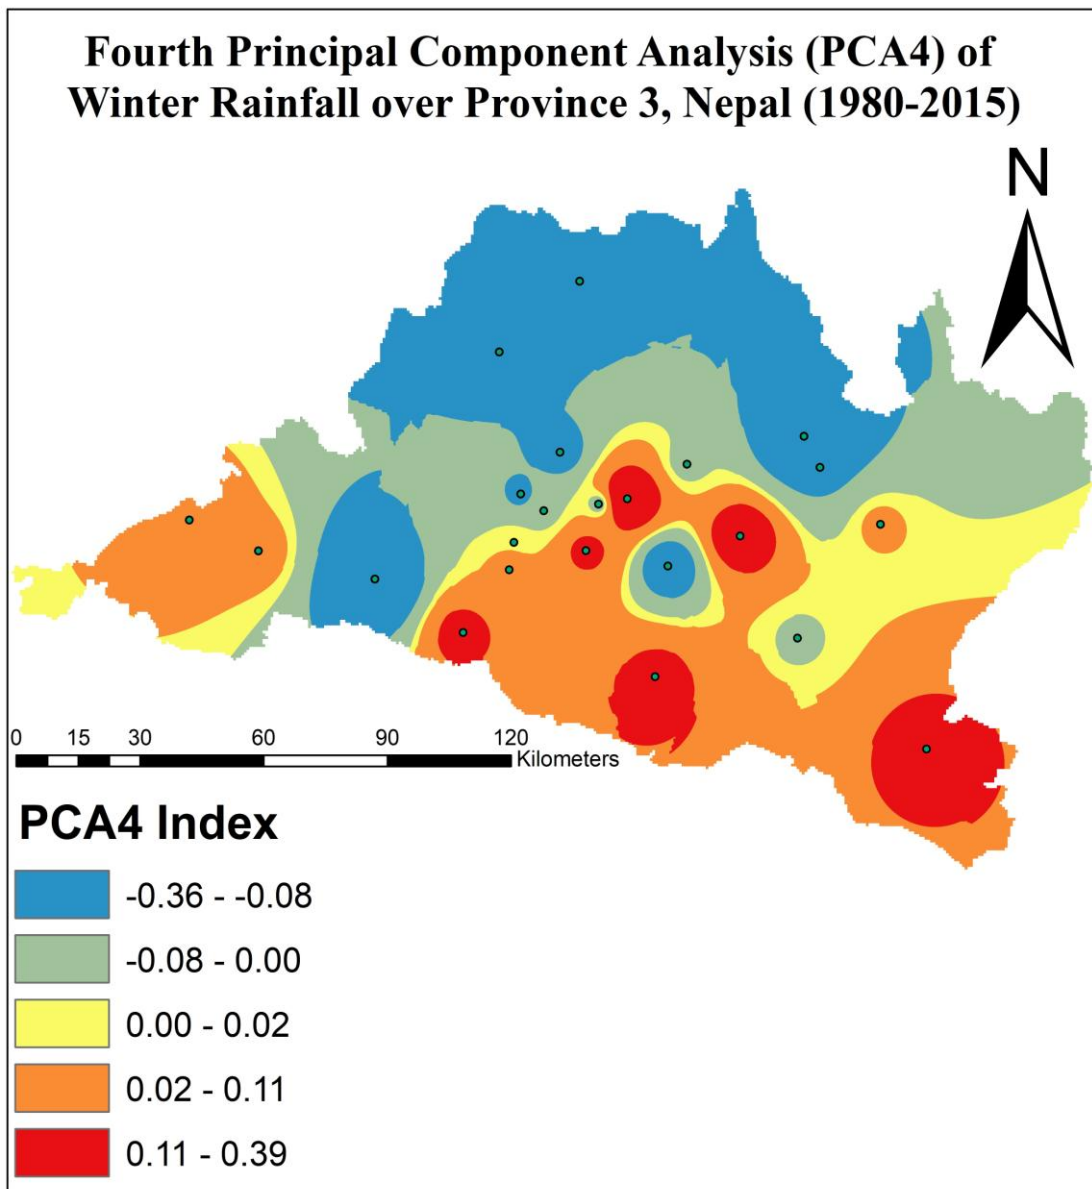 Fourth Principal Component Analysis (PCA4) of
Winter Rainfall over Province 3, Nepal (1980-2015)
N
0 15 30 60 90 120
Kilometers
PCA4 Index
-0.36 - -0.08
-0.08 - 0.00
0.00 - 0.02
0.02 - 0.11
0.11 - 0.39